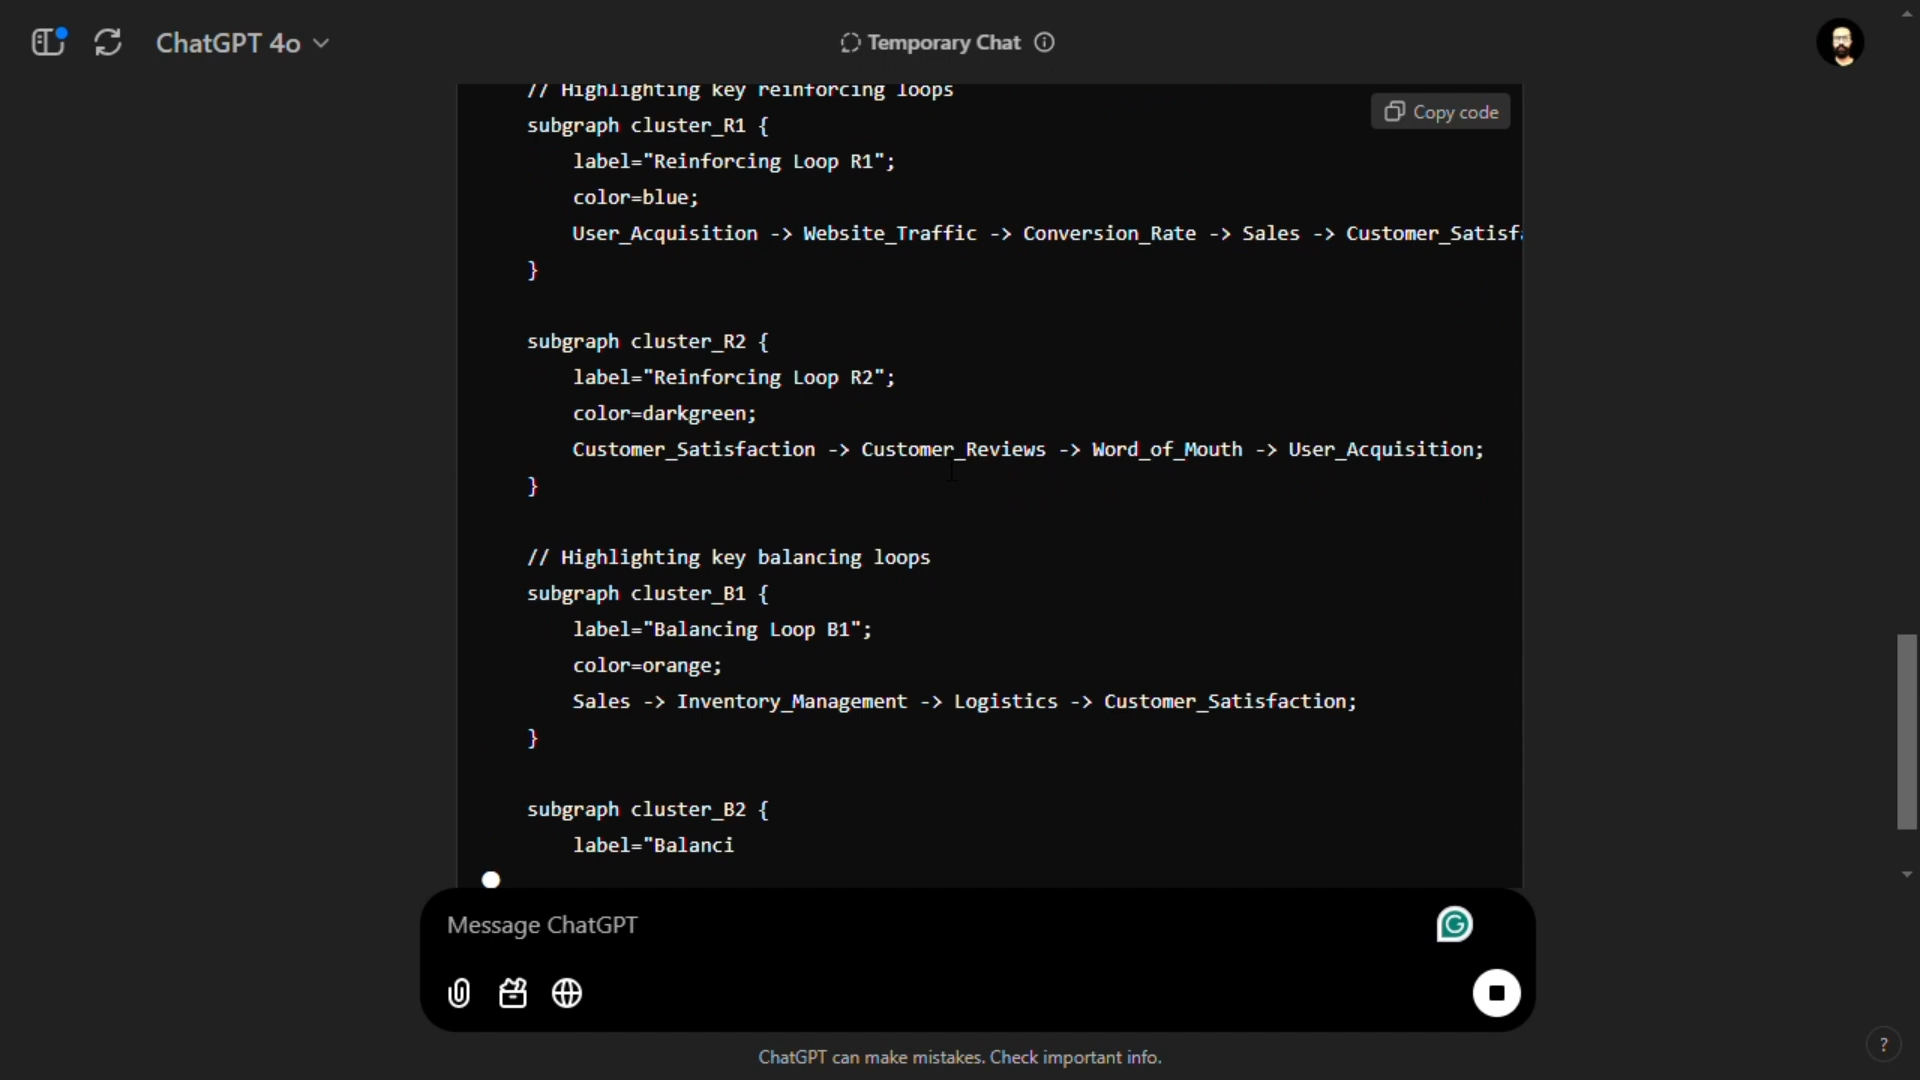 ChatGPT 4o
Temporary Chat
// Highlighting key reinforcing loops
Copy code
subgraph cluster_R1 {
label="Reinforcing Loop R1";
color=blue;
User_Acquisition -> Website_Traffic -> Conversion_Rate -> Sales -> Customer_Satisf
}
subgraph cluster_R2 {
label="Reinforcing Loop R2";
color=darkgreen;
Customer_Satisfaction -> Customer_Reviews -> Word_of_Mouth -> User_Acquisition;
}
// Highlighting key balancing loops
subgraph cluster_B1 {
label="Balancing Loop B1";
color=orange;
Sales -> Inventory_Management -> Logistics -> Customer_Satisfaction;
}
subgraph cluster_B2 {
label="Balanci
Message ChatGPT
ChatGPT can make mistakes. Check important info.
?